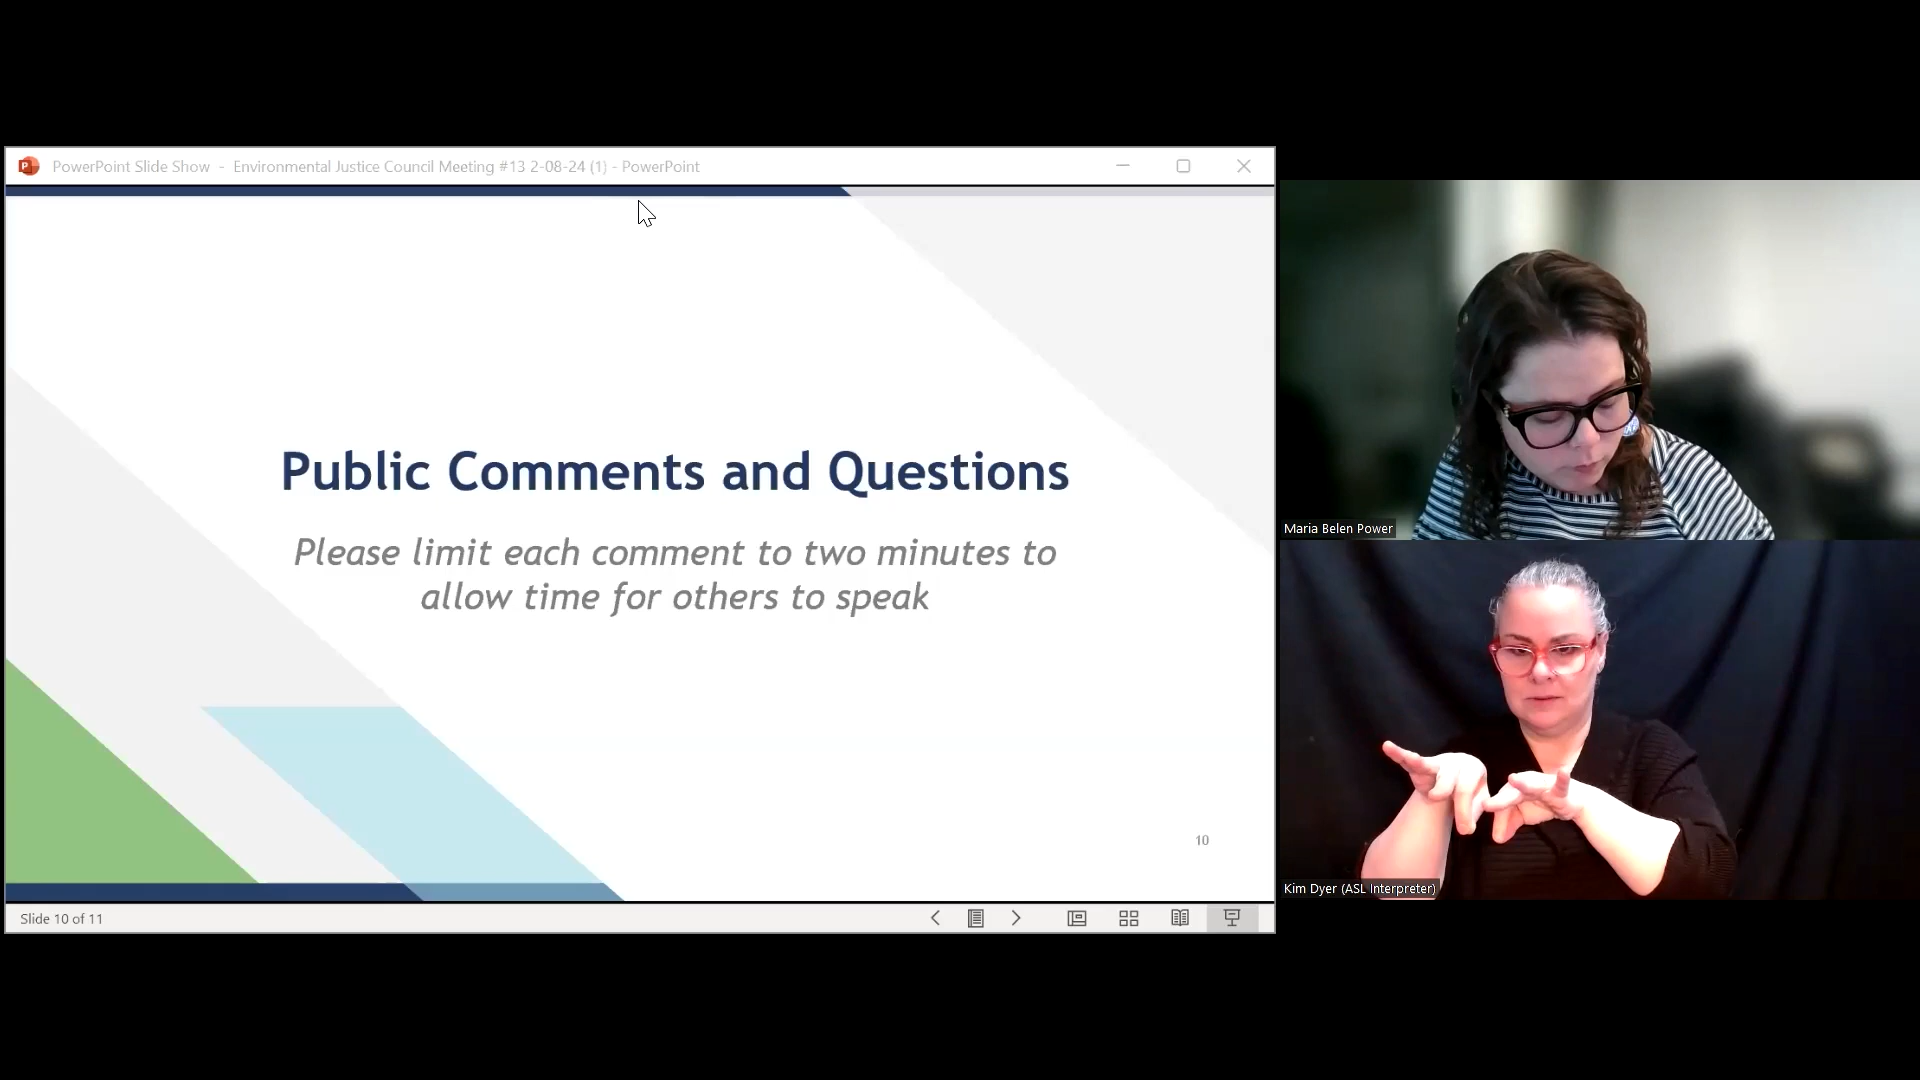 PowerPoint Slide Show - Environmental Justice Council Meeting #13 2-08-24 (1) - PowerPoint
Public Comments and Questions
Please limit each comment to two minutes to
allow time for others to speak
10
Slide 10 of 11
Maria Belen Power
Kim Dyer (ASL Interpreter)